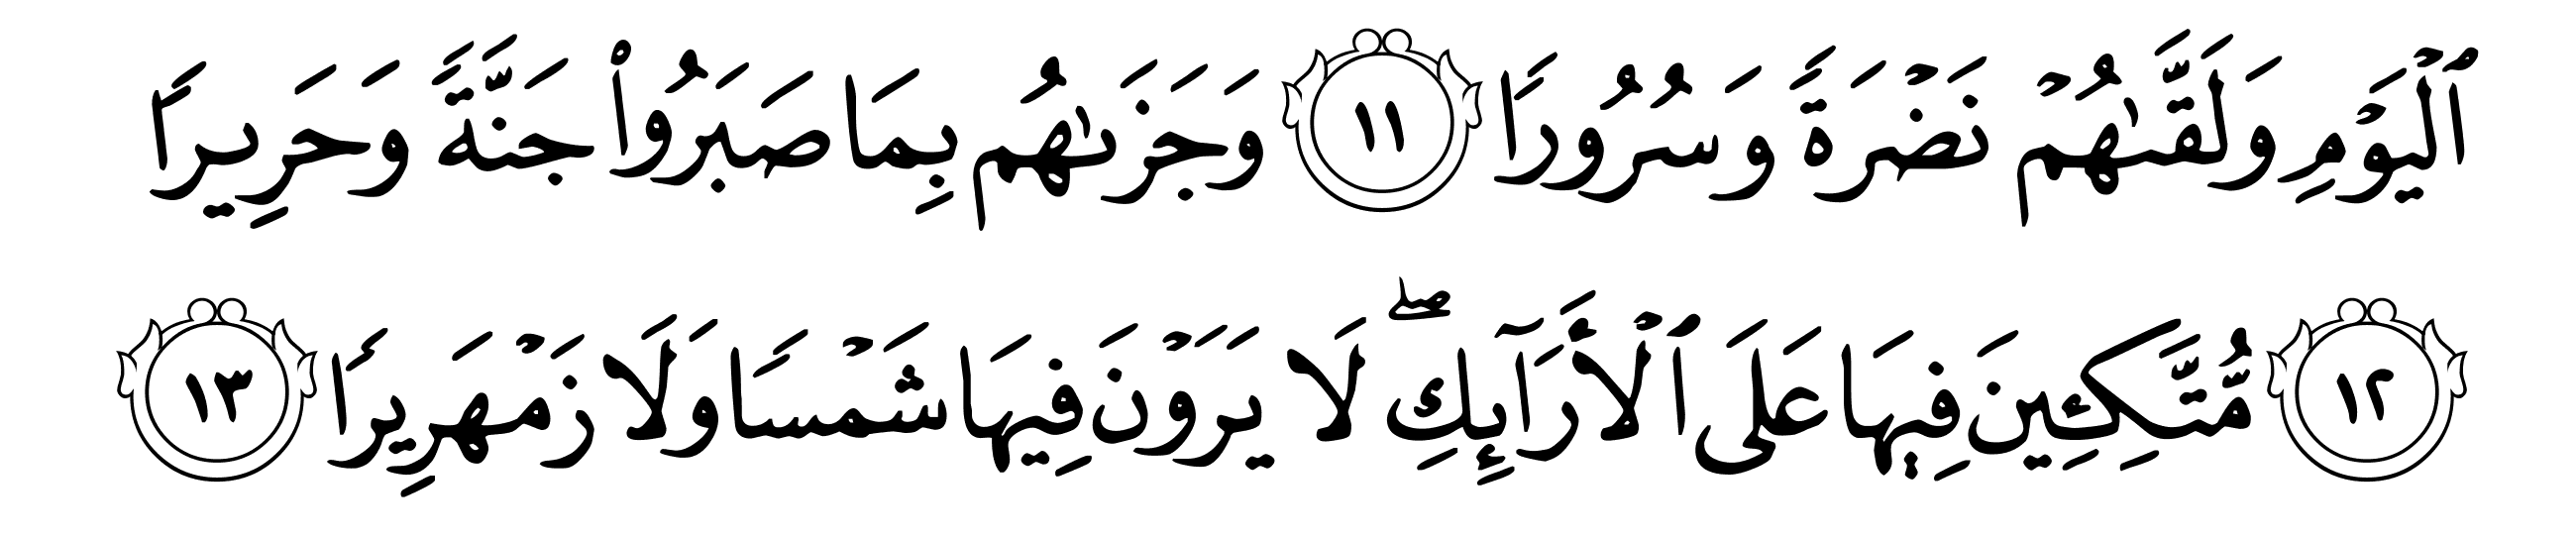 ٱلۡيَوۡمِ وَلَقَّىٰهُمۡ نَضۡرَةٗ وَسُرُورٗا ١١ وَجَزَىٰهُم بِمَا صَبَرُواْ جَنَّةٗ وَحَرِيرٗا
١٢ مُّتَّكِـِٔينَ فِيهَا عَلَى ٱلۡأَرَآئِكِۖ لَا يَرَوۡنَ فِيهَا شَمۡسٗا وَلَا زَمۡهَرِيرٗا ١٣